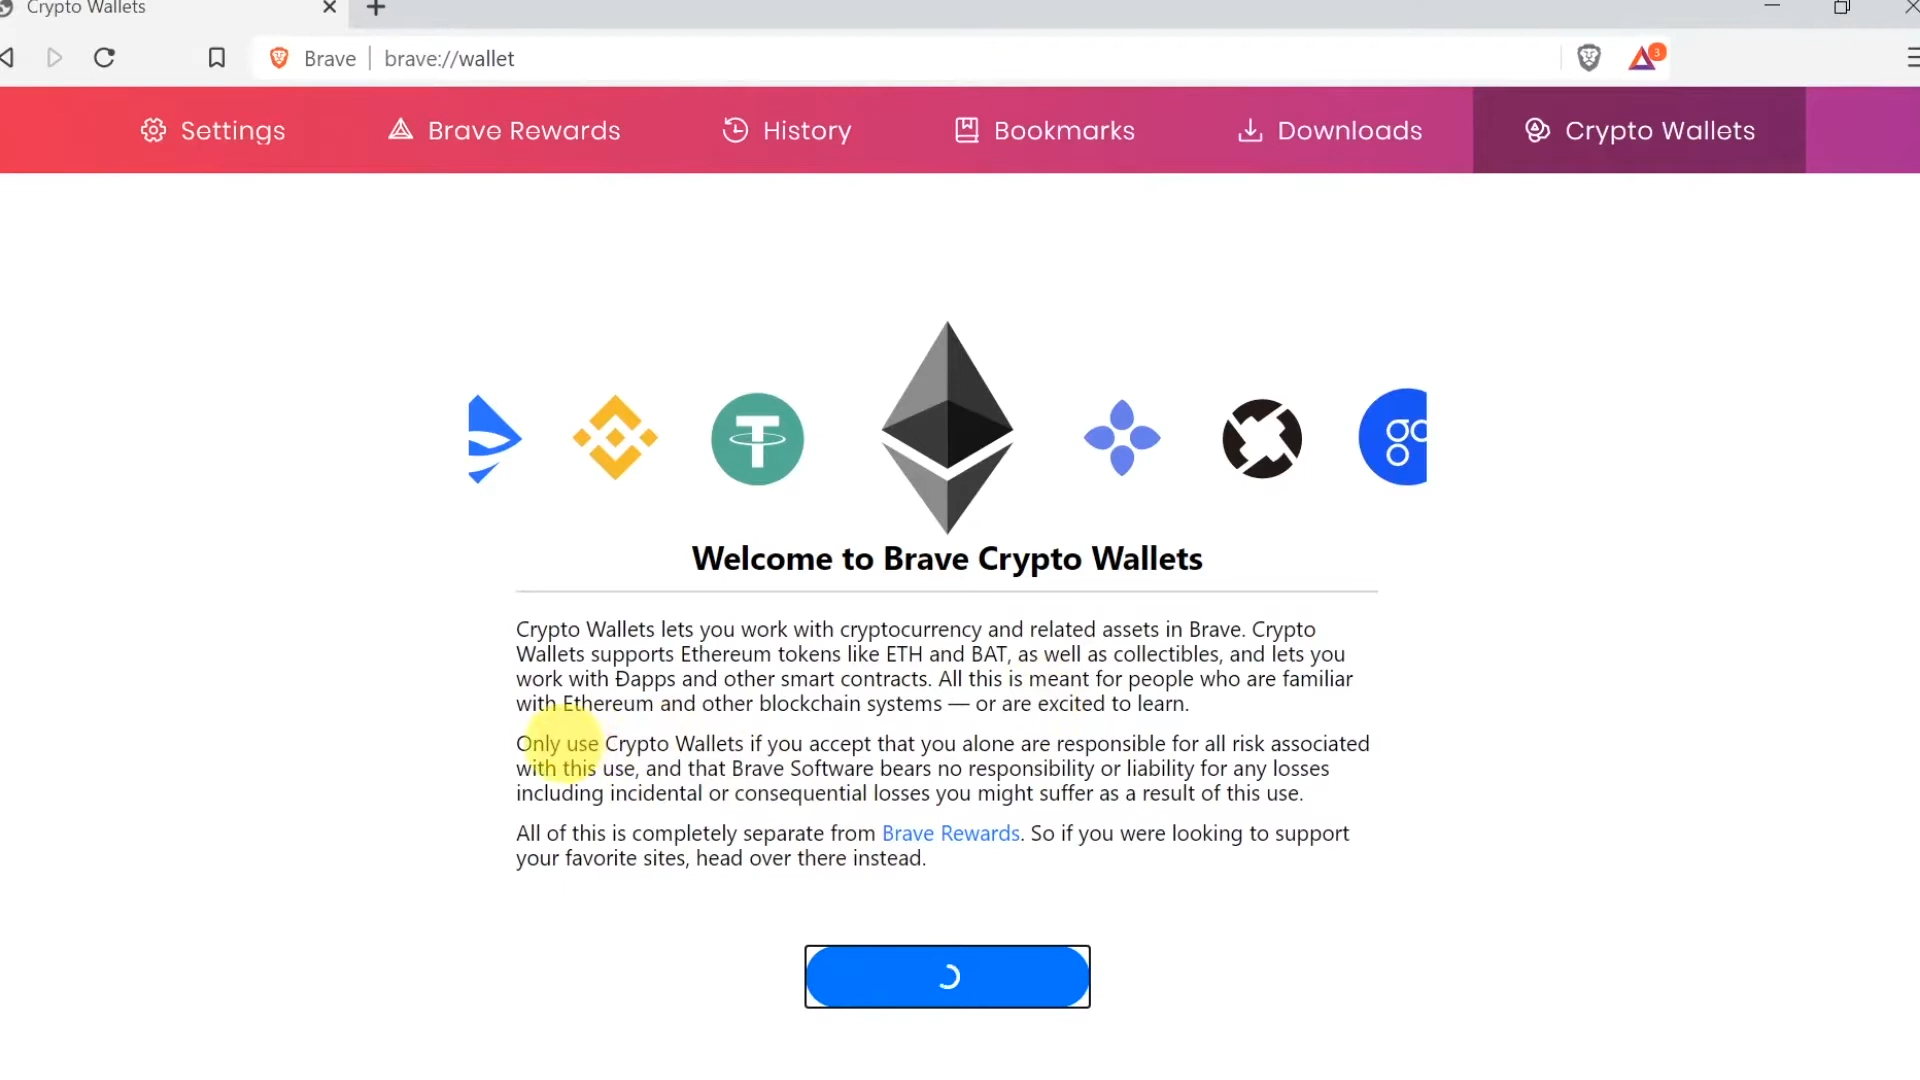 Crypto Wallets
Brave | brave://wallet
3
Settings
Brave Rewards
History
Bookmarks
Downloads
Crypto Wallets
Welcome to Brave Crypto Wallets
Crypto Wallets lets you work with cryptocurrency and related assets in Brave. Crypto
Wallets supports Ethereum tokens like ETH and BAT, as well as collectibles, and lets you
work with Đapps and other smart contracts. All this is meant for people who are familiar
with Ethereum and other blockchain systems — or are excited to learn.
Only use Crypto Wallets if you accept that you alone are responsible for all risk associated
with this use, and that Brave Software bears no responsibility or liability for any losses
including incidental or consequential losses you might suffer as a result of this use.
All of this is completely separate from Brave Rewards. So if you were looking to support
your favorite sites, head over there instead.